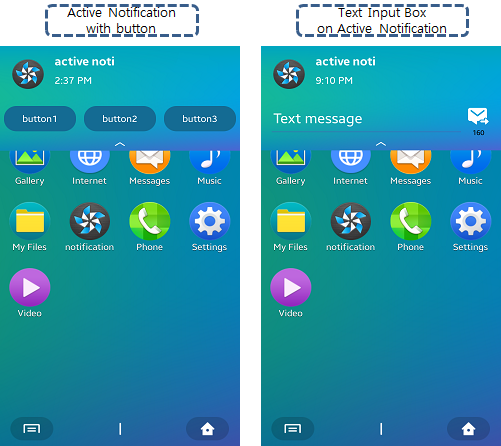 Active Notification
with button
active noti
2:37 PM
button1
button2
button3
Gallery
Internet
Messages
Music
My Files
notification
Phone
Settings
Video
Text Input Box
on Active Notification
active noti
9:10 PM
Text message
160
Gallery
Internet
Messages
Music
My Files
notification
Phone
Settings
Video